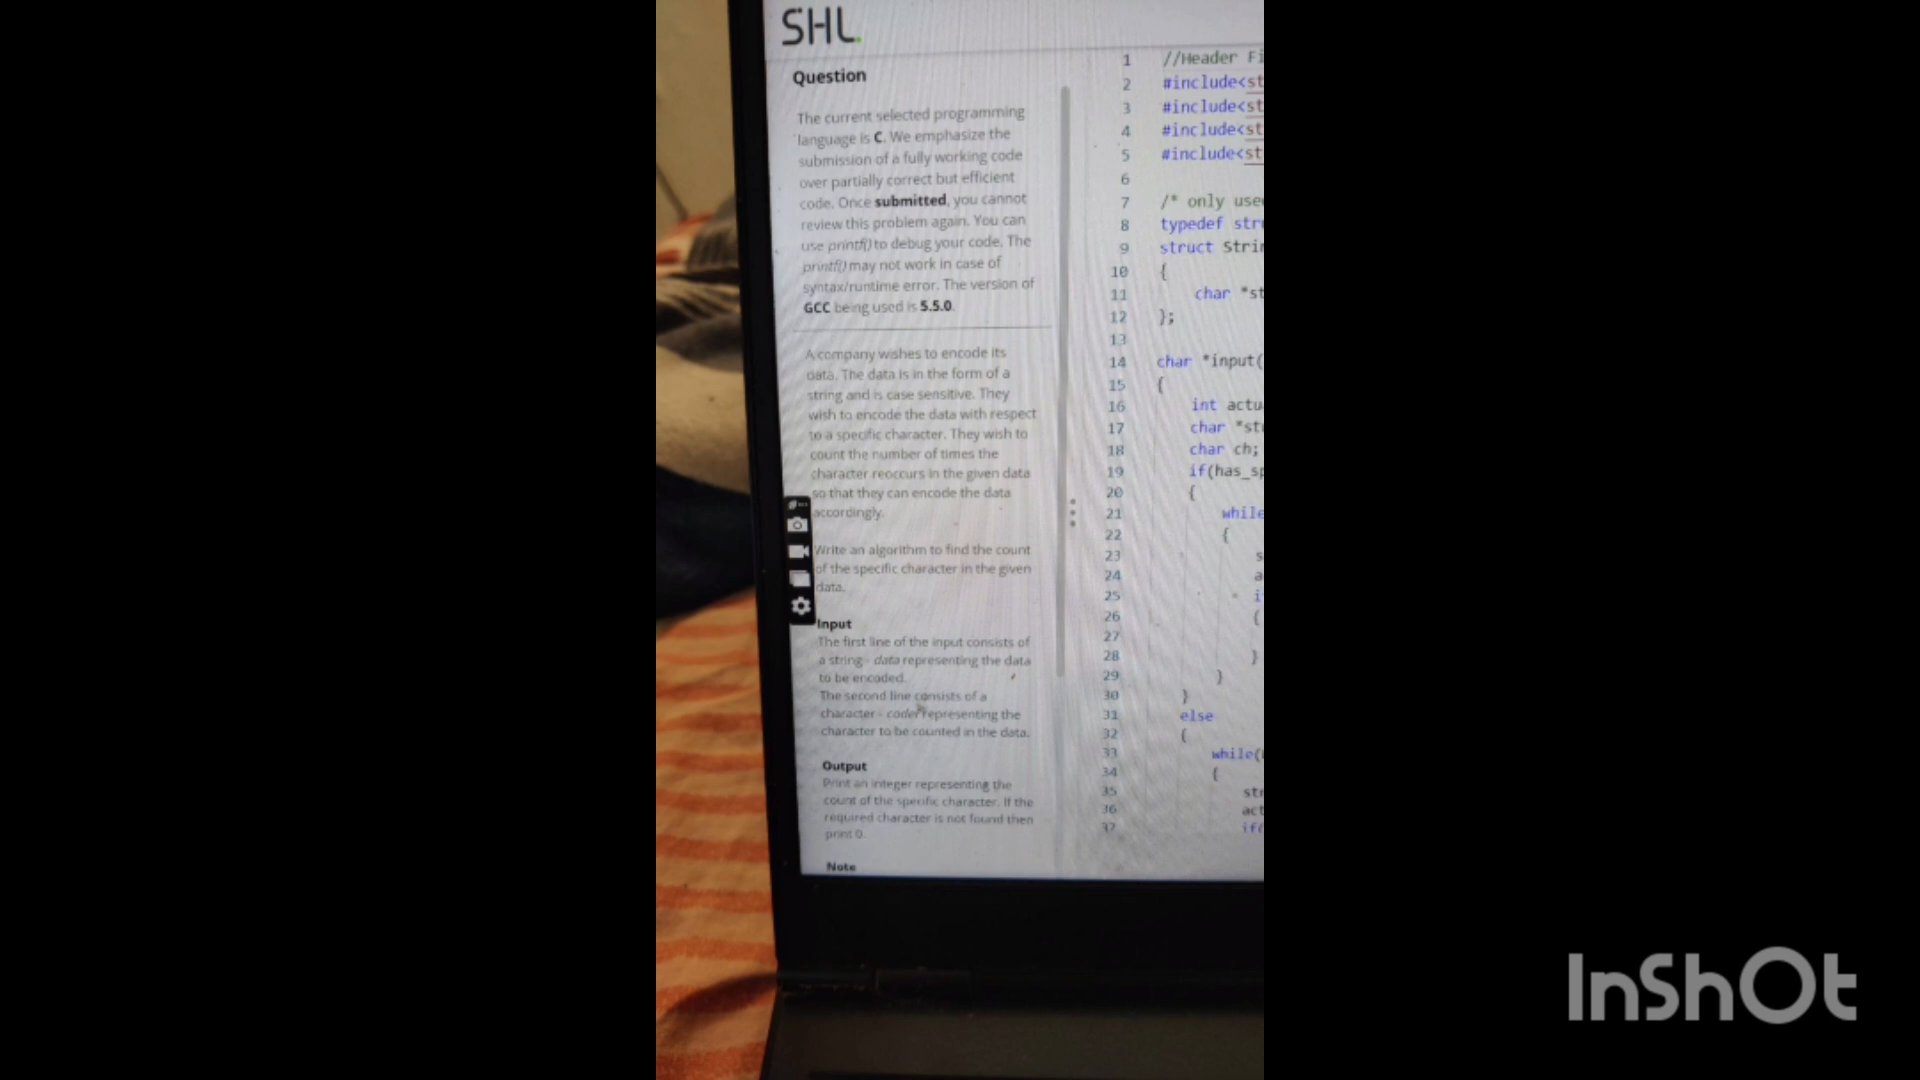 SHL.
Question
The current selected programming
language is C. We emphasize the
submission of a fully working code
over partially correct but efficient
code. Once submitted, you cannot
review this problem again. You can
use printf() to debug your code. The
printf() may not work in case of
syntax/runtime error. The version of
GCC being used is 5.5.0.
A company wishes to encode its
data. The data is in the form of a
string and is case sensitive. They
wish to encode the data with respect
to a specific character. They wish to
count the number of times the
character reoccurs in the given data
so that they can encode the data
accordingly.
Write an algorithm to find the count
of the specific character in the given
data.
Input
The first line of the input consists of
a string - data representing the data
to be encoded.
The second line consists of a
character - coder representing the
character to be counted in the data.
Output
Print an integer representing the
count of the specific character. If the
required character is not found then
print 0.
Note
1 //Header Fi
2 #include<st
3 #include<st
4 #include<st
5 #include<st
6
7 /* only use
8 typedef str
9 struct Strin
10 {
11 char *st
12 };
13
14 char *input(
15 {
16 int actu
17 char *str
18 char ch;
19 if(has_sp
20 {
21 while
22 {
23 s
24 a
25 i
26 {
27
28 }
29 }
30 }
31 else
32 {
33 while(
34 {
35 str
36 act
37 if(
InShOt